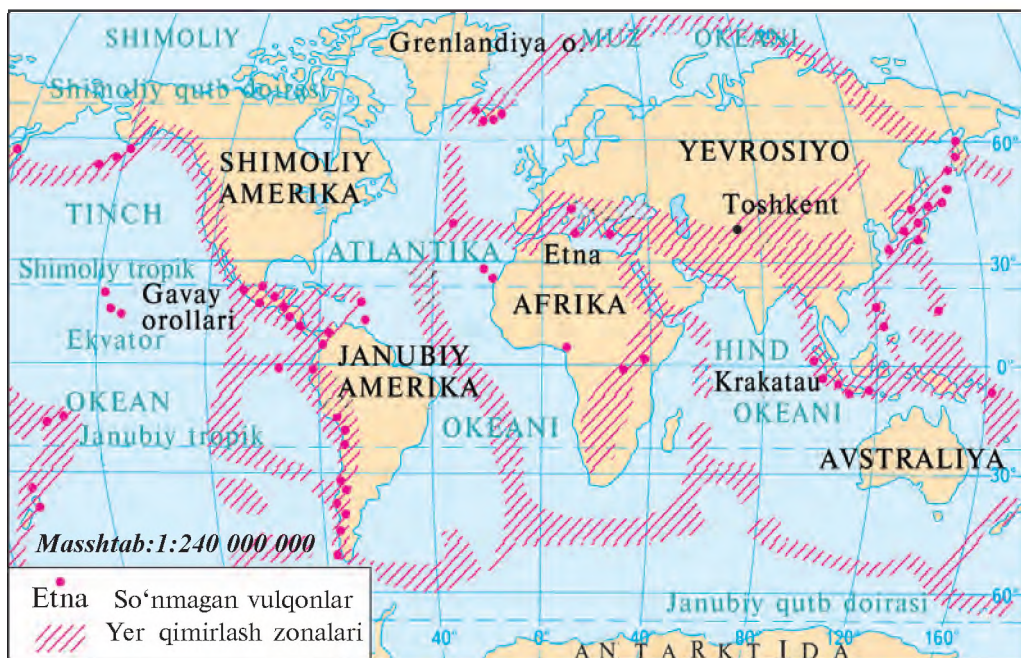 SHIMOLIY MUZ OKEANI
Grenlandiya o.
Shimoliy qutb doirasi
60°
SHIMOLIY
AMERIKA
YEVROSIYO
TINCH
Toshkent
ATLANTIKA
Etna
Shimoliy tropik
30°
Gavay
orollari
AFRIKA
Ekvator
HIND
0°
JANUBIY
AMERIKA
Krakatau
OKEAN
OKEANI
OKEANI
Janubiy tropik
AVSTRALIYA
30°
Masshtab:1:240 000 000
Etna So‘nmagan vulqonlar
Yer qimirlash zonalari
Janubiy qutb doirasi
60°
40° 0° 40° 80° 120° 160°
ANTARKTIDA